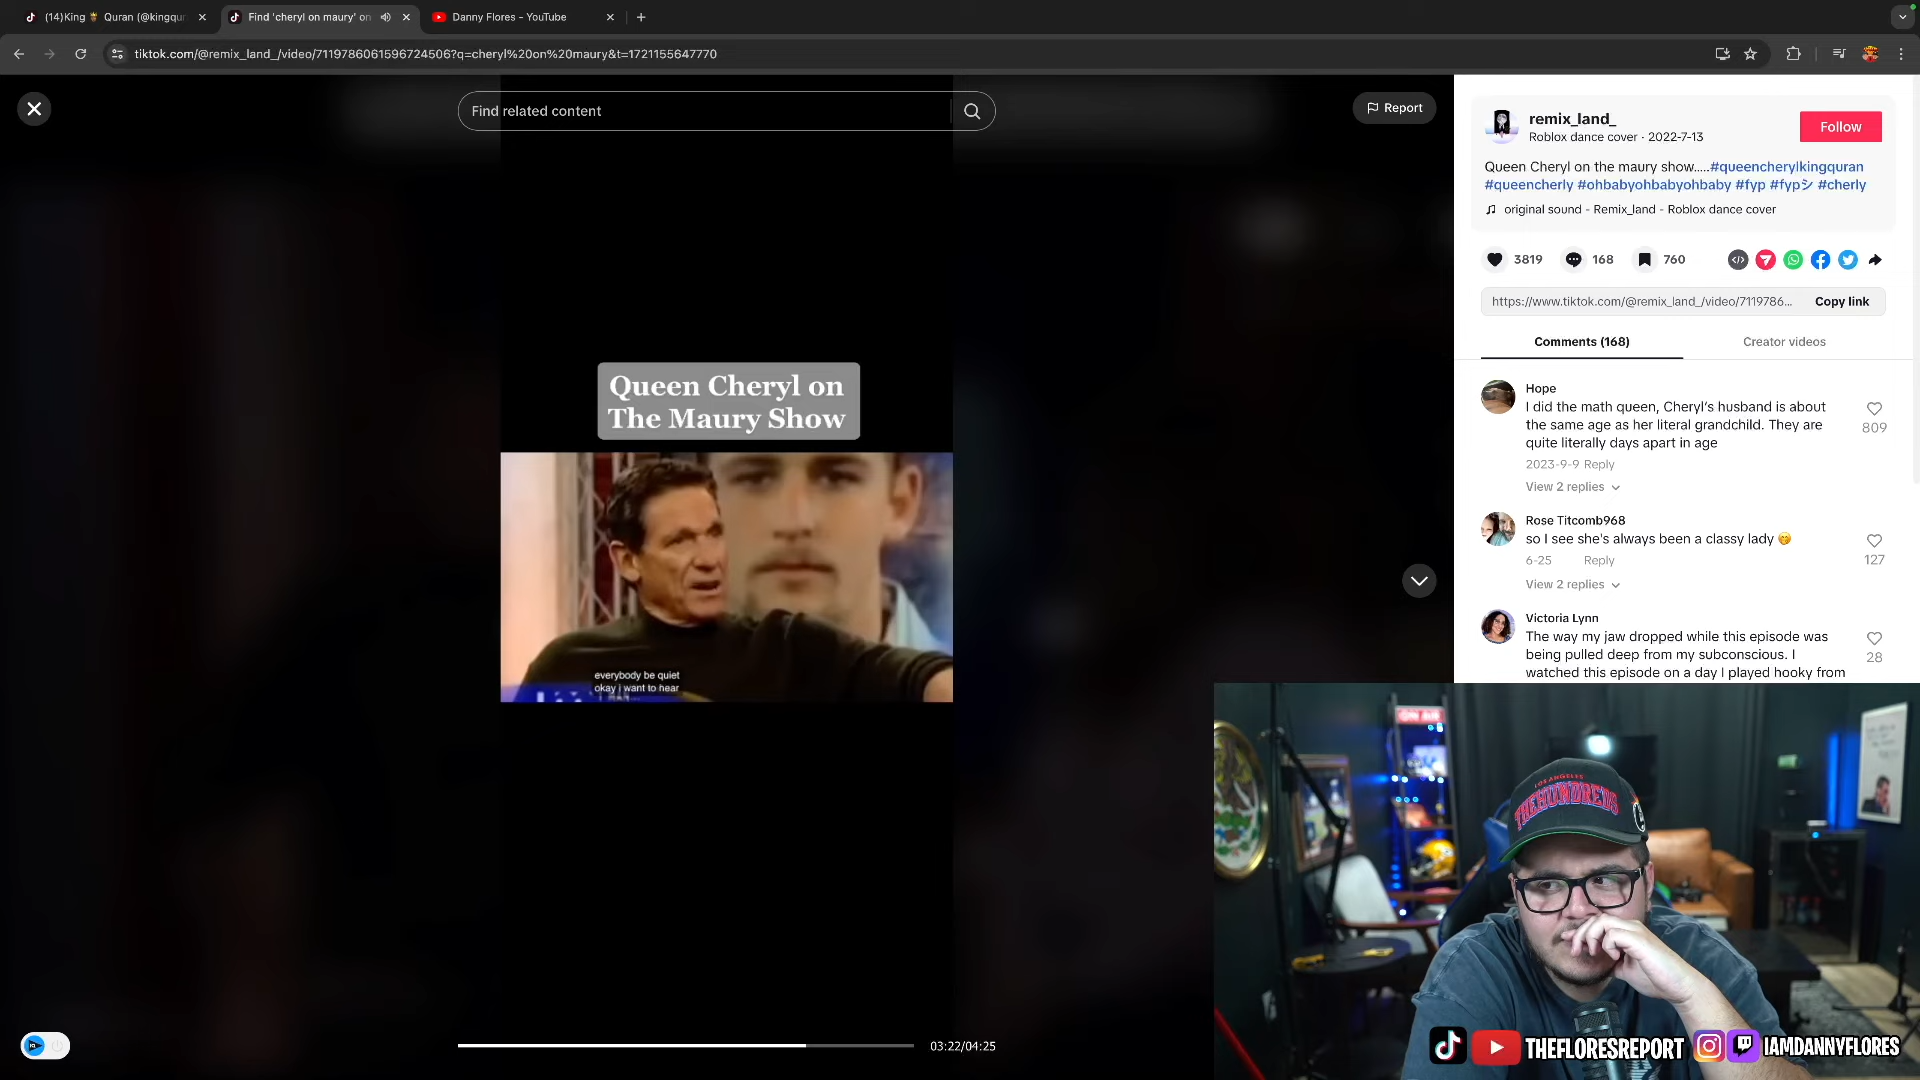 (14)King 🤴 Quran (@kingqur
Find 'cheryl on maury' on
Danny Flores - YouTube
tiktok.com/@remix_land_/video/7119786061596724506?q=cheryl%20on%20maury&t=1721155647770
Find related content
Report
Queen Cheryl on
The Maury Show
everybody be quiet
okay i want to hear
03:22/04:25
remix_land_
Roblox dance cover · 2022-7-13
Follow
Queen Cheryl on the maury show.....#queencherylkingquran
#queencherly #ohbabyohbabyohbaby #fyp #fypシ #cherly
original sound - Remix_land - Roblox dance cover
3819
168
760
https://www.tiktok.com/@remix_land_/video/7119786...
Copy link
Comments (168)
Creator videos
Hope
I did the math queen, Cheryl's husband is about
the same age as her literal grandchild. They are
quite literally days apart in age
809
2023-9-9 Reply
View 2 replies
Rose Titcomb968
so I see she's always been a classy lady 🤭
127
6-25 Reply
View 2 replies
Victoria Lynn
The way my jaw dropped while this episode was
being pulled deep from my subconscious. I
watched this episode on a day I played hooky from
28
ON AIR
LOS ANGELES
THEHUNDREDS
THEFLORESREPORT
IAMDANNYFLORES